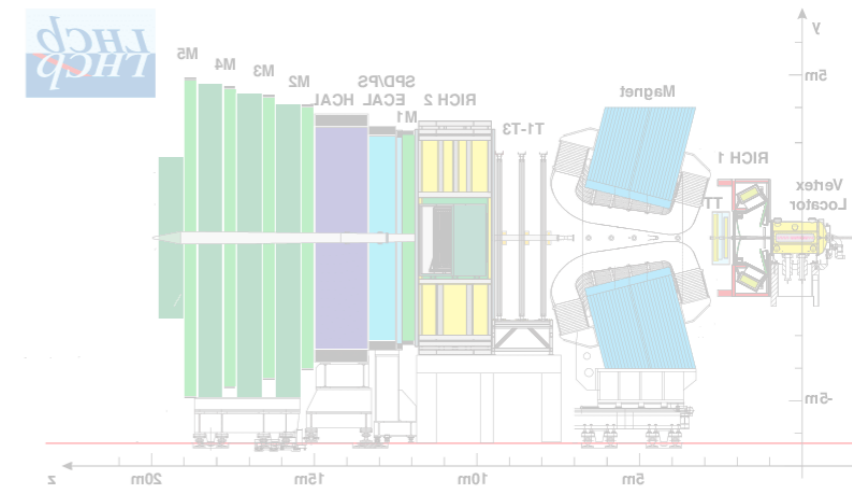 LHCb
LHCb
M5
M4
M3
M2
SPD/PS
HCAL
ECAL
M1
RICH 2
T1-T3
Magnet
RICH 1
TT
Vertex
Locator
y
5m
-5m
z
20m
15m
10m
5m